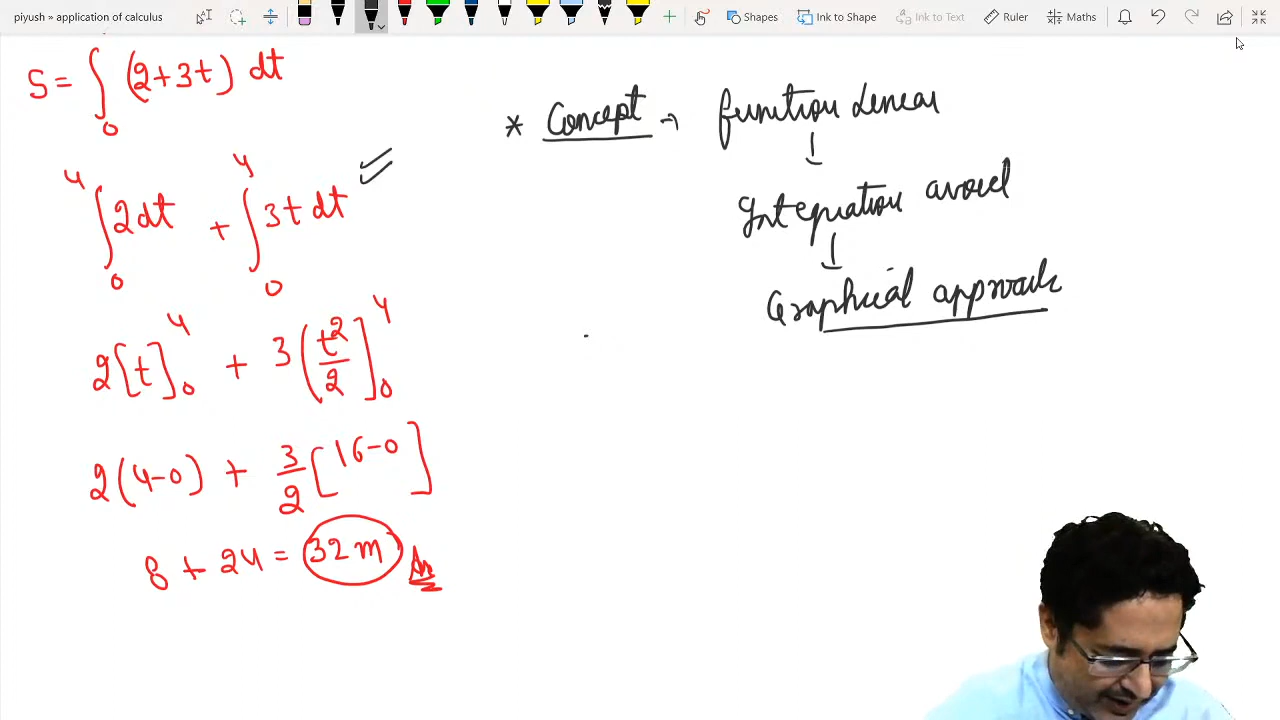 piyush » application of calculus
Shapes
Ink to Shape
Ink to Text
Ruler
Maths
S = ∫₀ (2+3t) dt
∫₀⁴ 2dt + ∫₀⁴ 3t dt
2[t]₀⁴ + 3(t²/2]₀⁴
2(4-0) + 3/2 [16-0]
8 + 24 = 32 m Ans
* Concept → function linear
↓
Integration avoid
↓
Graphical approach